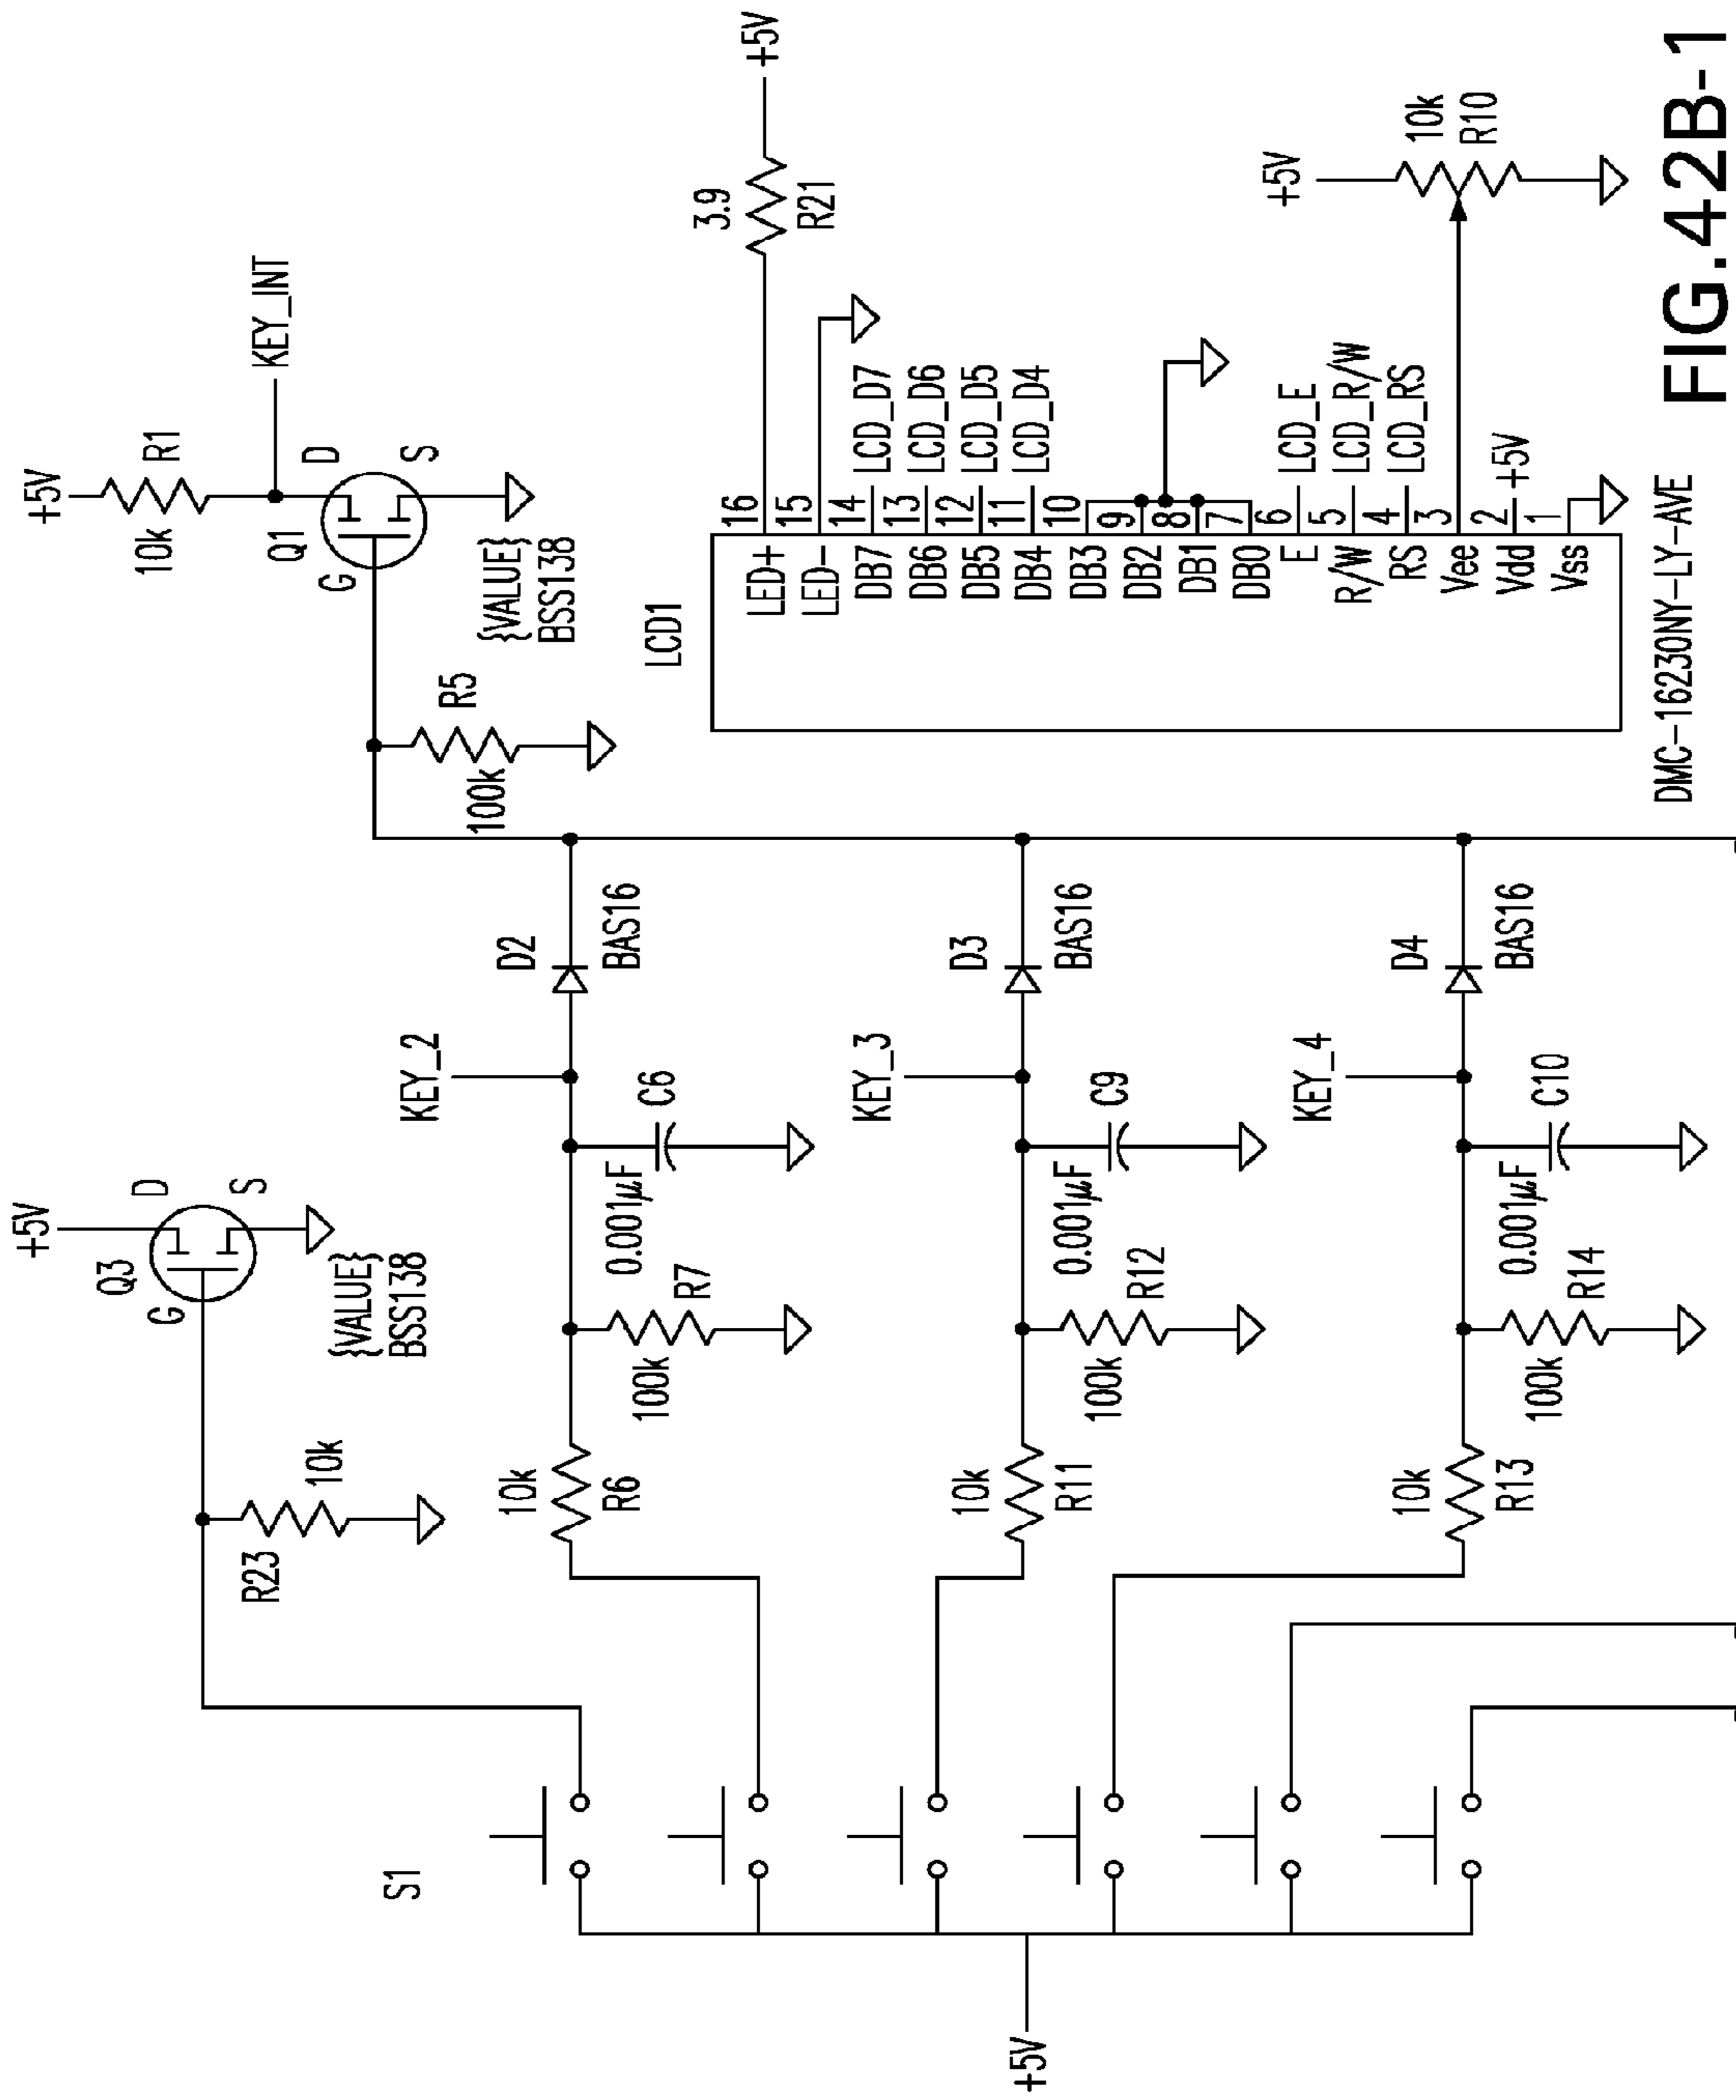 +5V
Q3
D
S
G
{VALUE}
BSS138
R23
10k
+5V
10k
R1
KEY_INT
Q1
D
S
G
{VALUE}
BSS138
R5
100k
S1
+5V
10k
R6
100k
R7
0.001µF
C6
KEY_2
D2
BAS16
10k
R11
100k
R12
0.001µF
C9
KEY_3
D3
BAS16
10k
R13
100k
R14
0.001µF
C10
KEY_4
D4
BAS16
LCD1
LED+ 16
LED- 15
DB7 14 LCD_D7
DB6 13 LCD_D6
DB5 12 LCD_D5
DB4 11 LCD_D4
DB3 10
DB2 9
DB1 8
DB0 7
E 6 LCD_E
R/W 5 LCD_R/W
RS 4 LCD_RS
Vee 3
Vdd 2 +5V
Vss 1
DMC-16230NY-LY-AVE
3.9
R21
+5V
+5V
10k
R10
FIG.42B-1